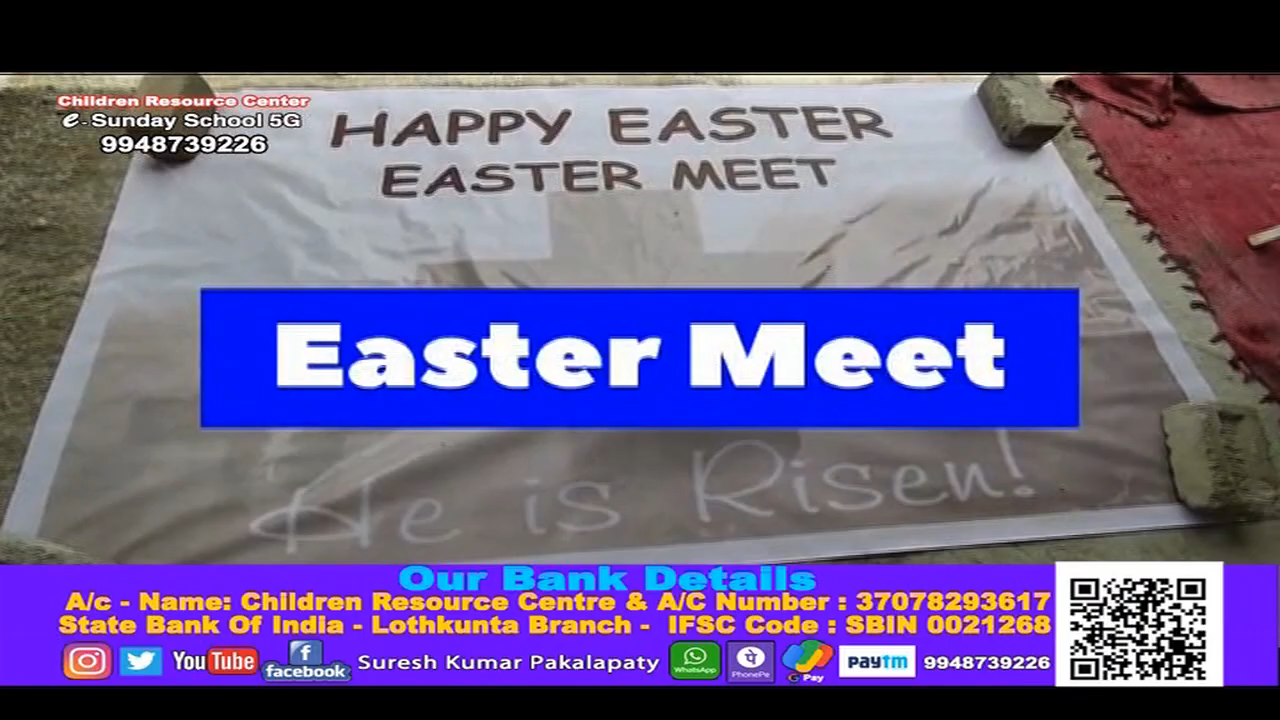 Children Resource Center
e-Sunday School 5G
9948739226
HAPPY EASTER
EASTER MEET
Easter Meet
He is Risen!
Our Bank Details
A/c - Name: Children Resource Centre & A/C Number : 37078293617
State Bank Of India - Lothkunta Branch - IFSC Code : SBIN 0021268
YouTube facebook Suresh Kumar Pakalapaty WhatsApp PhonePe G Pay paytm 9948739226